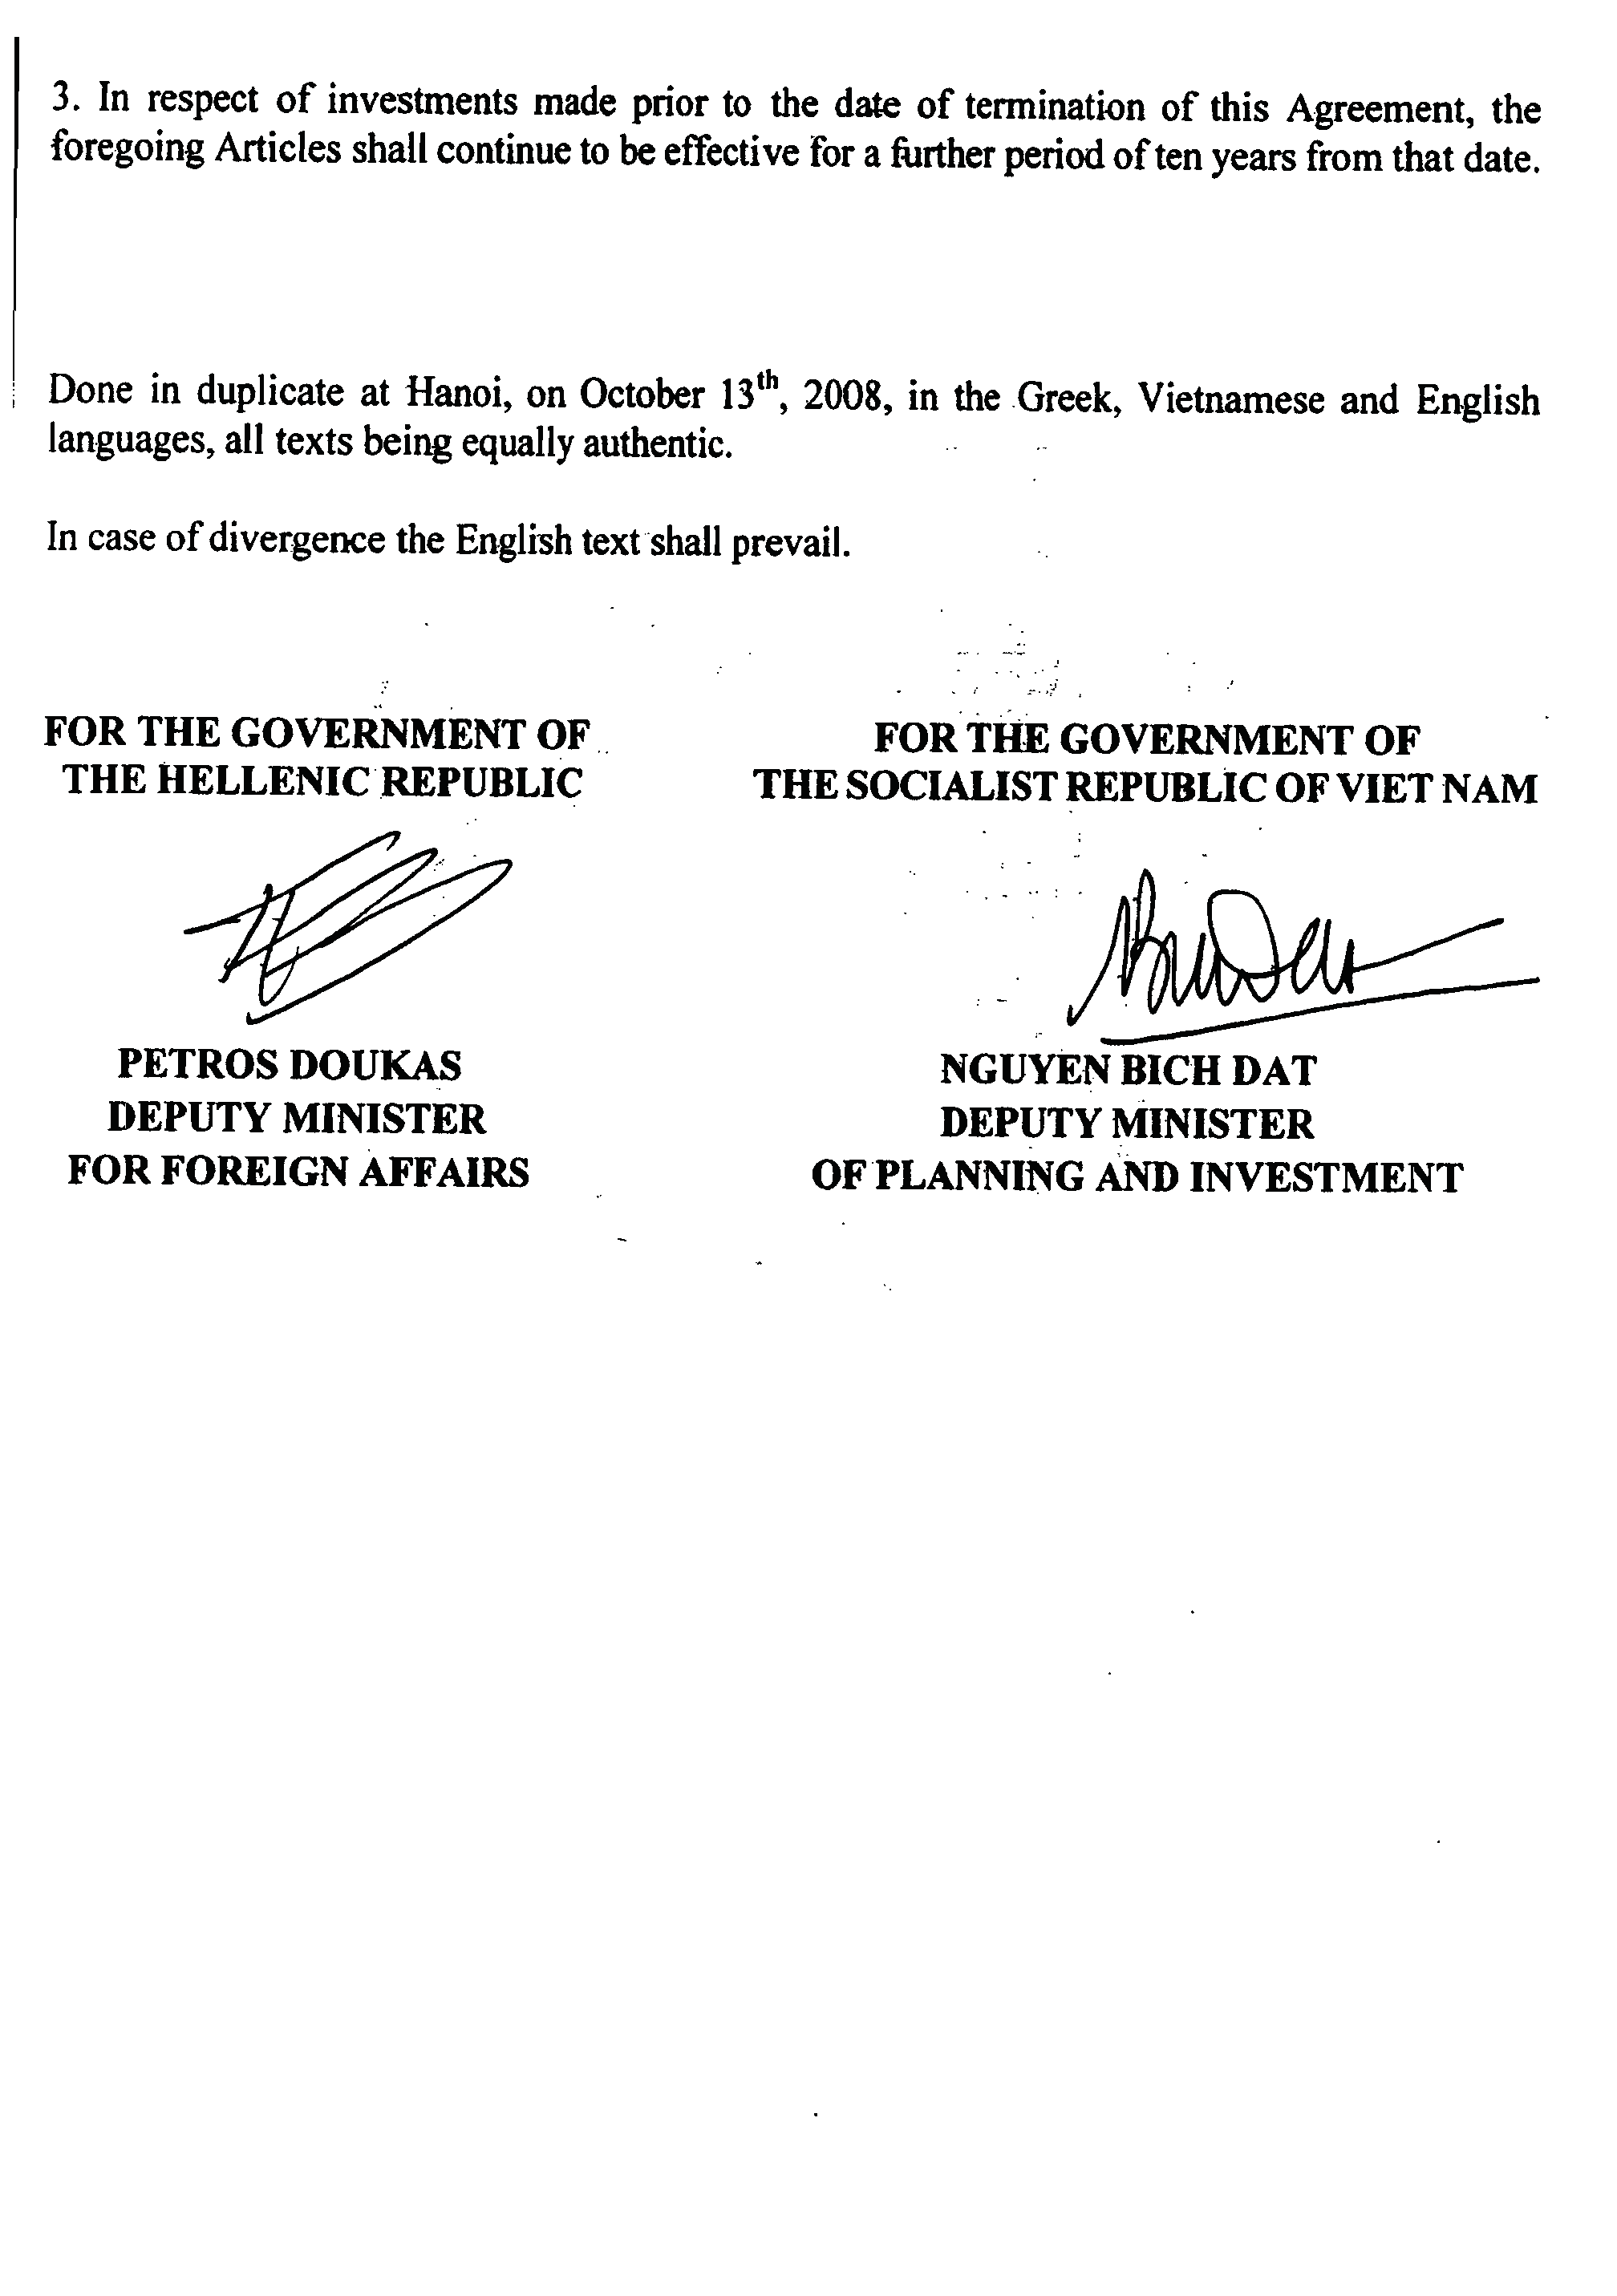 3. In respect of investments made prior to the date of termination of this Agreement, the
foregoing Articles shall continue to be effective for a further period of ten years from that date.
Done in duplicate at Hanoi, on October 13th, 2008, in the Greek, Vietnamese and English
languages, all texts being equally authentic.
In case of divergence the English text shall prevail.
FOR THE GOVERNMENT OF
THE HELLENIC REPUBLIC
PETROS DOUKAS
DEPUTY MINISTER
FOR FOREIGN AFFAIRS
FOR THE GOVERNMENT OF
THE SOCIALIST REPUBLIC OF VIET NAM
NGUYEN BICH DAT
DEPUTY MINISTER
OF PLANNING AND INVESTMENT